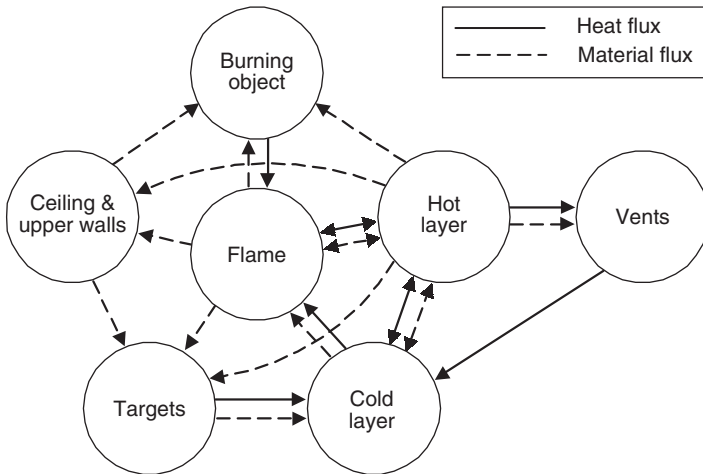 Burning
object
Heat flux
Material flux
Ceiling &
upper walls
Hot
layer
Vents
Flame
Targets
Cold
layer